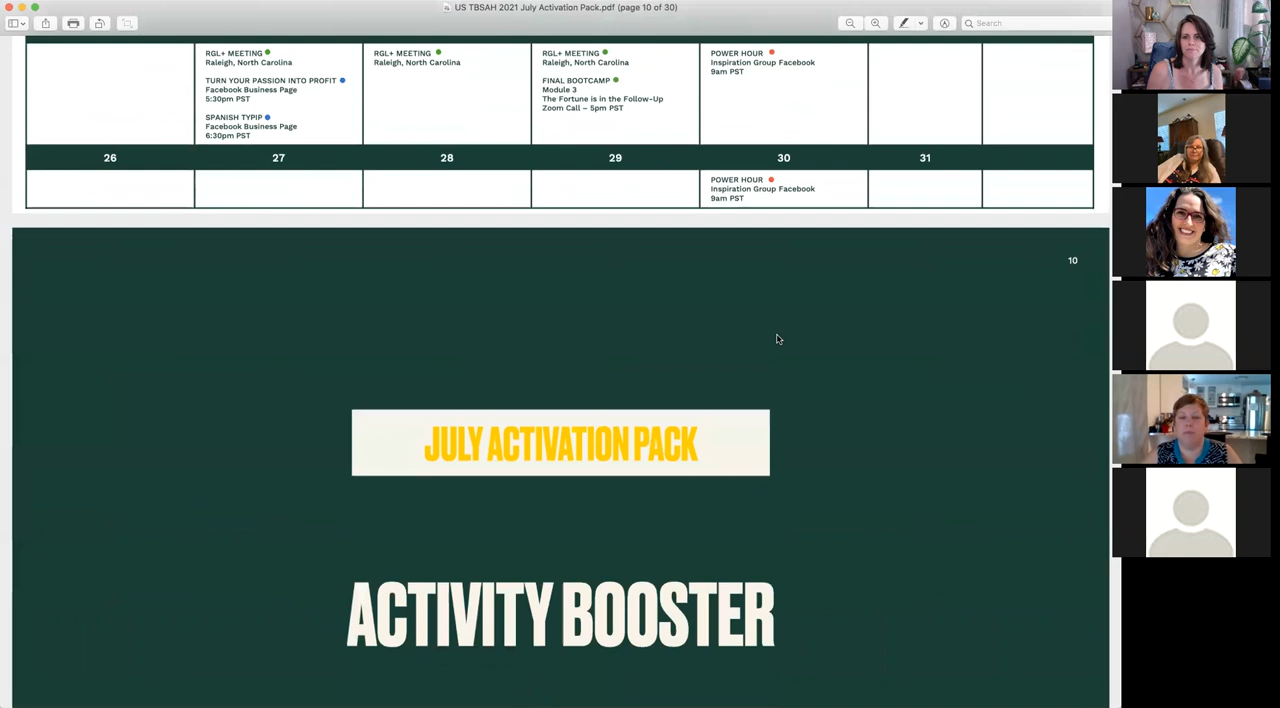 US TBSAH 2021 July Activation Pack.pdf (page 10 of 30)
Search
RGL+ MEETING
Raleigh, North Carolina
TURN YOUR PASSION INTO PROFIT
Facebook Business Page
5:30pm PST
SPANISH TYPIP
Facebook Business Page
6:30pm PST
RGL+ MEETING
Raleigh, North Carolina
RGL+ MEETING
Raleigh, North Carolina
FINAL BOOTCAMP
Module 3
The Fortune is in the Follow-Up
Zoom Call – 5pm PST
POWER HOUR
Inspiration Group Facebook
9am PST
26 27 28 29 30 31
POWER HOUR
Inspiration Group Facebook
9am PST
10
JULY ACTIVATION PACK
ACTIVITY BOOSTER